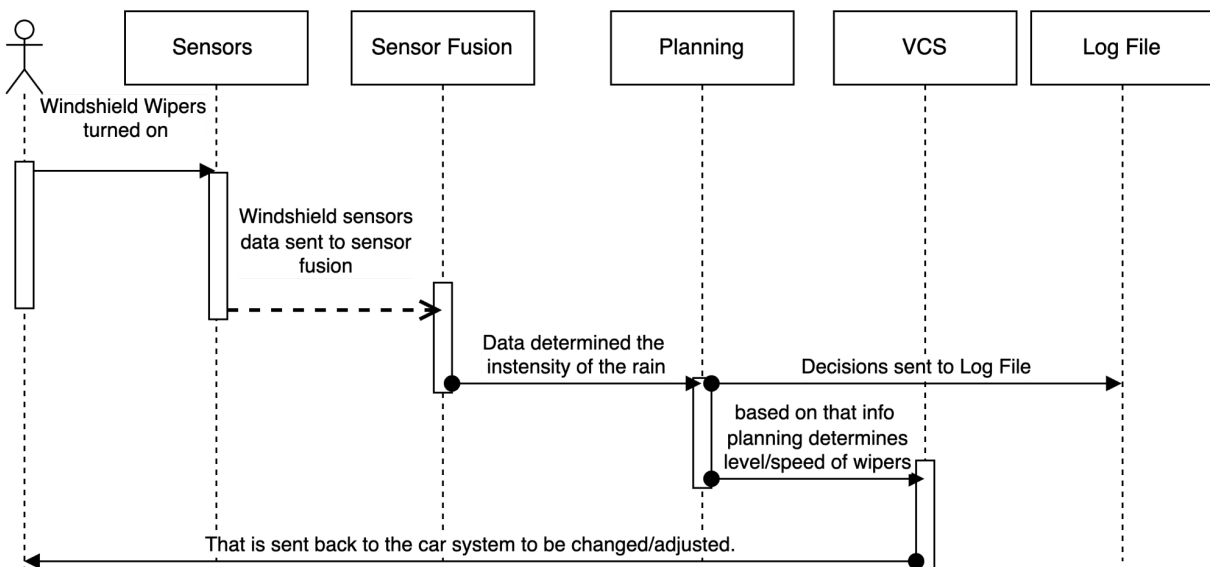 Sensors
Sensor Fusion
Planning
VCS
Log File
Windshield Wipers
turned on
Windshield sensors
data sent to sensor
fusion
Data determined the
instensity of the rain
Decisions sent to Log File
based on that info
planning determines
level/speed of wipers
That is sent back to the car system to be changed/adjusted.